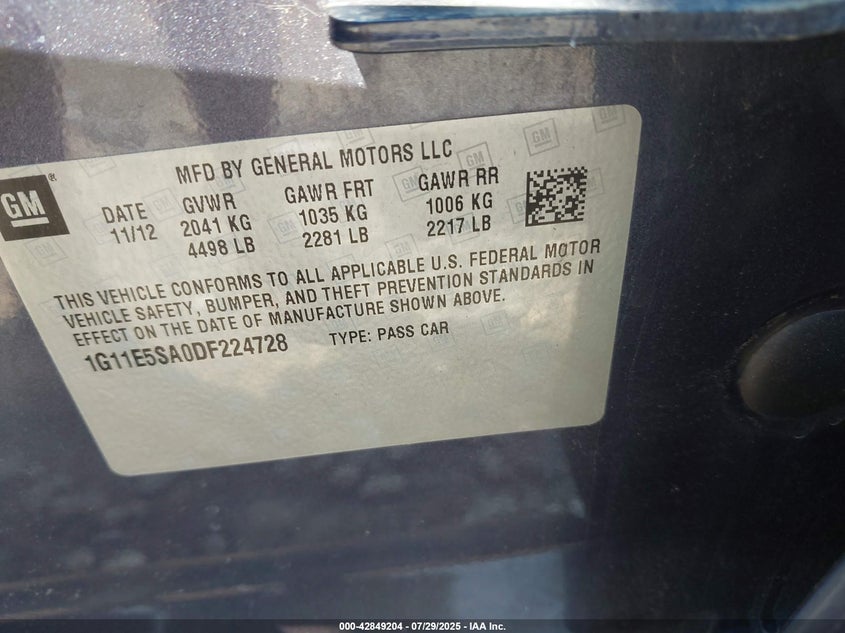 MFD BY GENERAL MOTORS LLC
GM
DATE GVWR GAWR FRT GAWR RR
11/12 2041 KG 1035 KG 1006 KG
4498 LB 2281 LB 2217 LB
THIS VEHICLE CONFORMS TO ALL APPLICABLE U.S. FEDERAL MOTOR
VEHICLE SAFETY, BUMPER, AND THEFT PREVENTION STANDARDS IN
EFFECT ON THE DATE OF MANUFACTURE SHOWN ABOVE.
1G11E5SA0DF224728 TYPE: PASS CAR
000-42849204 - 07/29/2025 - IAA Inc.